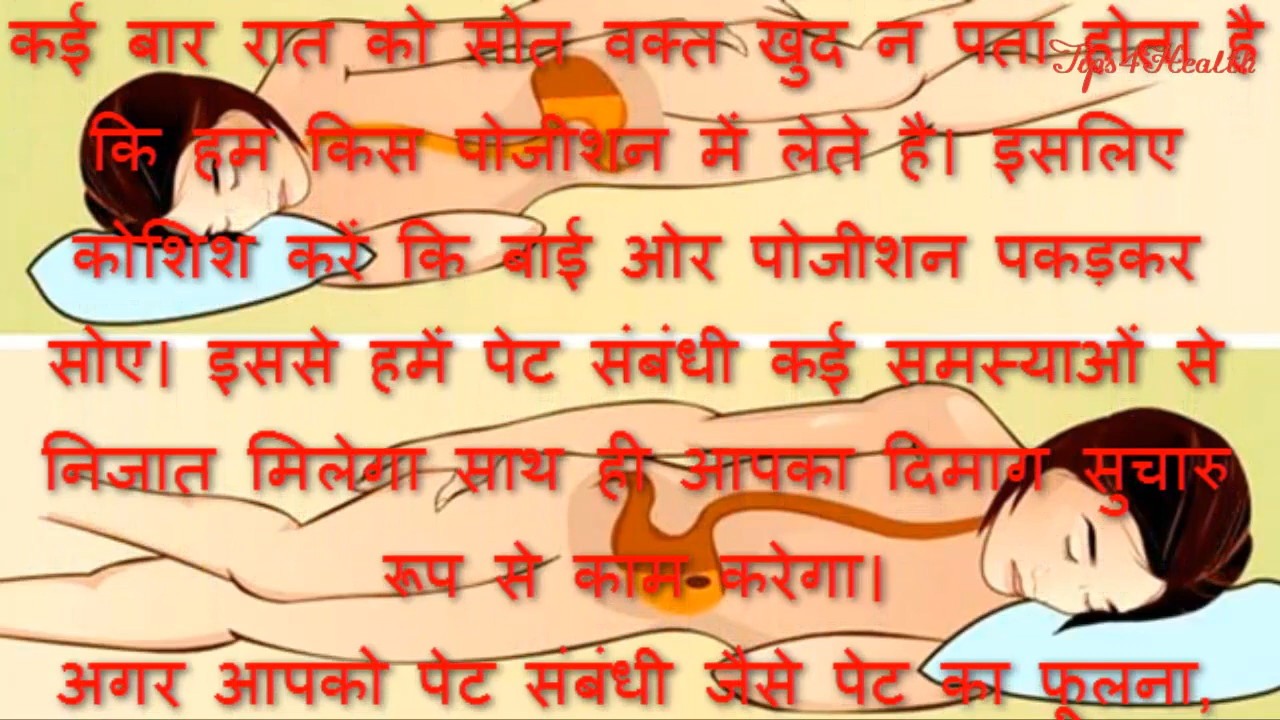 कई बार रात को सोत वक्त खुद न पता होता है
Tips4Health
कि हम किस पोजीशन में लेते है। इसलिए
कोशिश करें कि बाई ओर पोजीशन पकड़कर
सोए। इससे हमें पेट संबंधी कई समस्याओं से
निजात मिलेगा साथ ही आपका दिमाग सुचारु
रूप से काम करेगा।
अगर आपको पेट संबंधी जैसे पेट का फूलना,